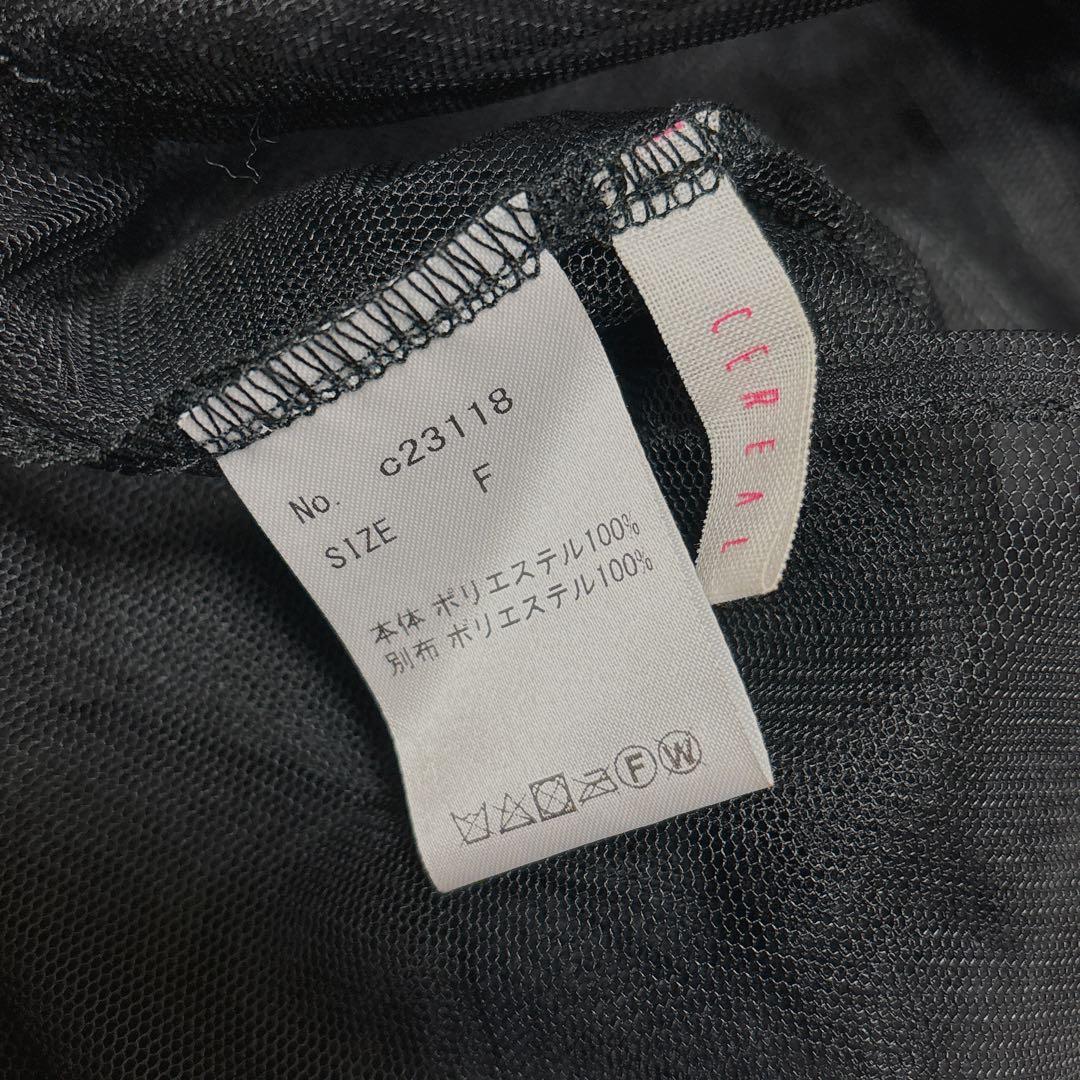 No. c23118
SIZE F
本体 ポリエステル100%
別布 ポリエステル100%
F W
CEREAL